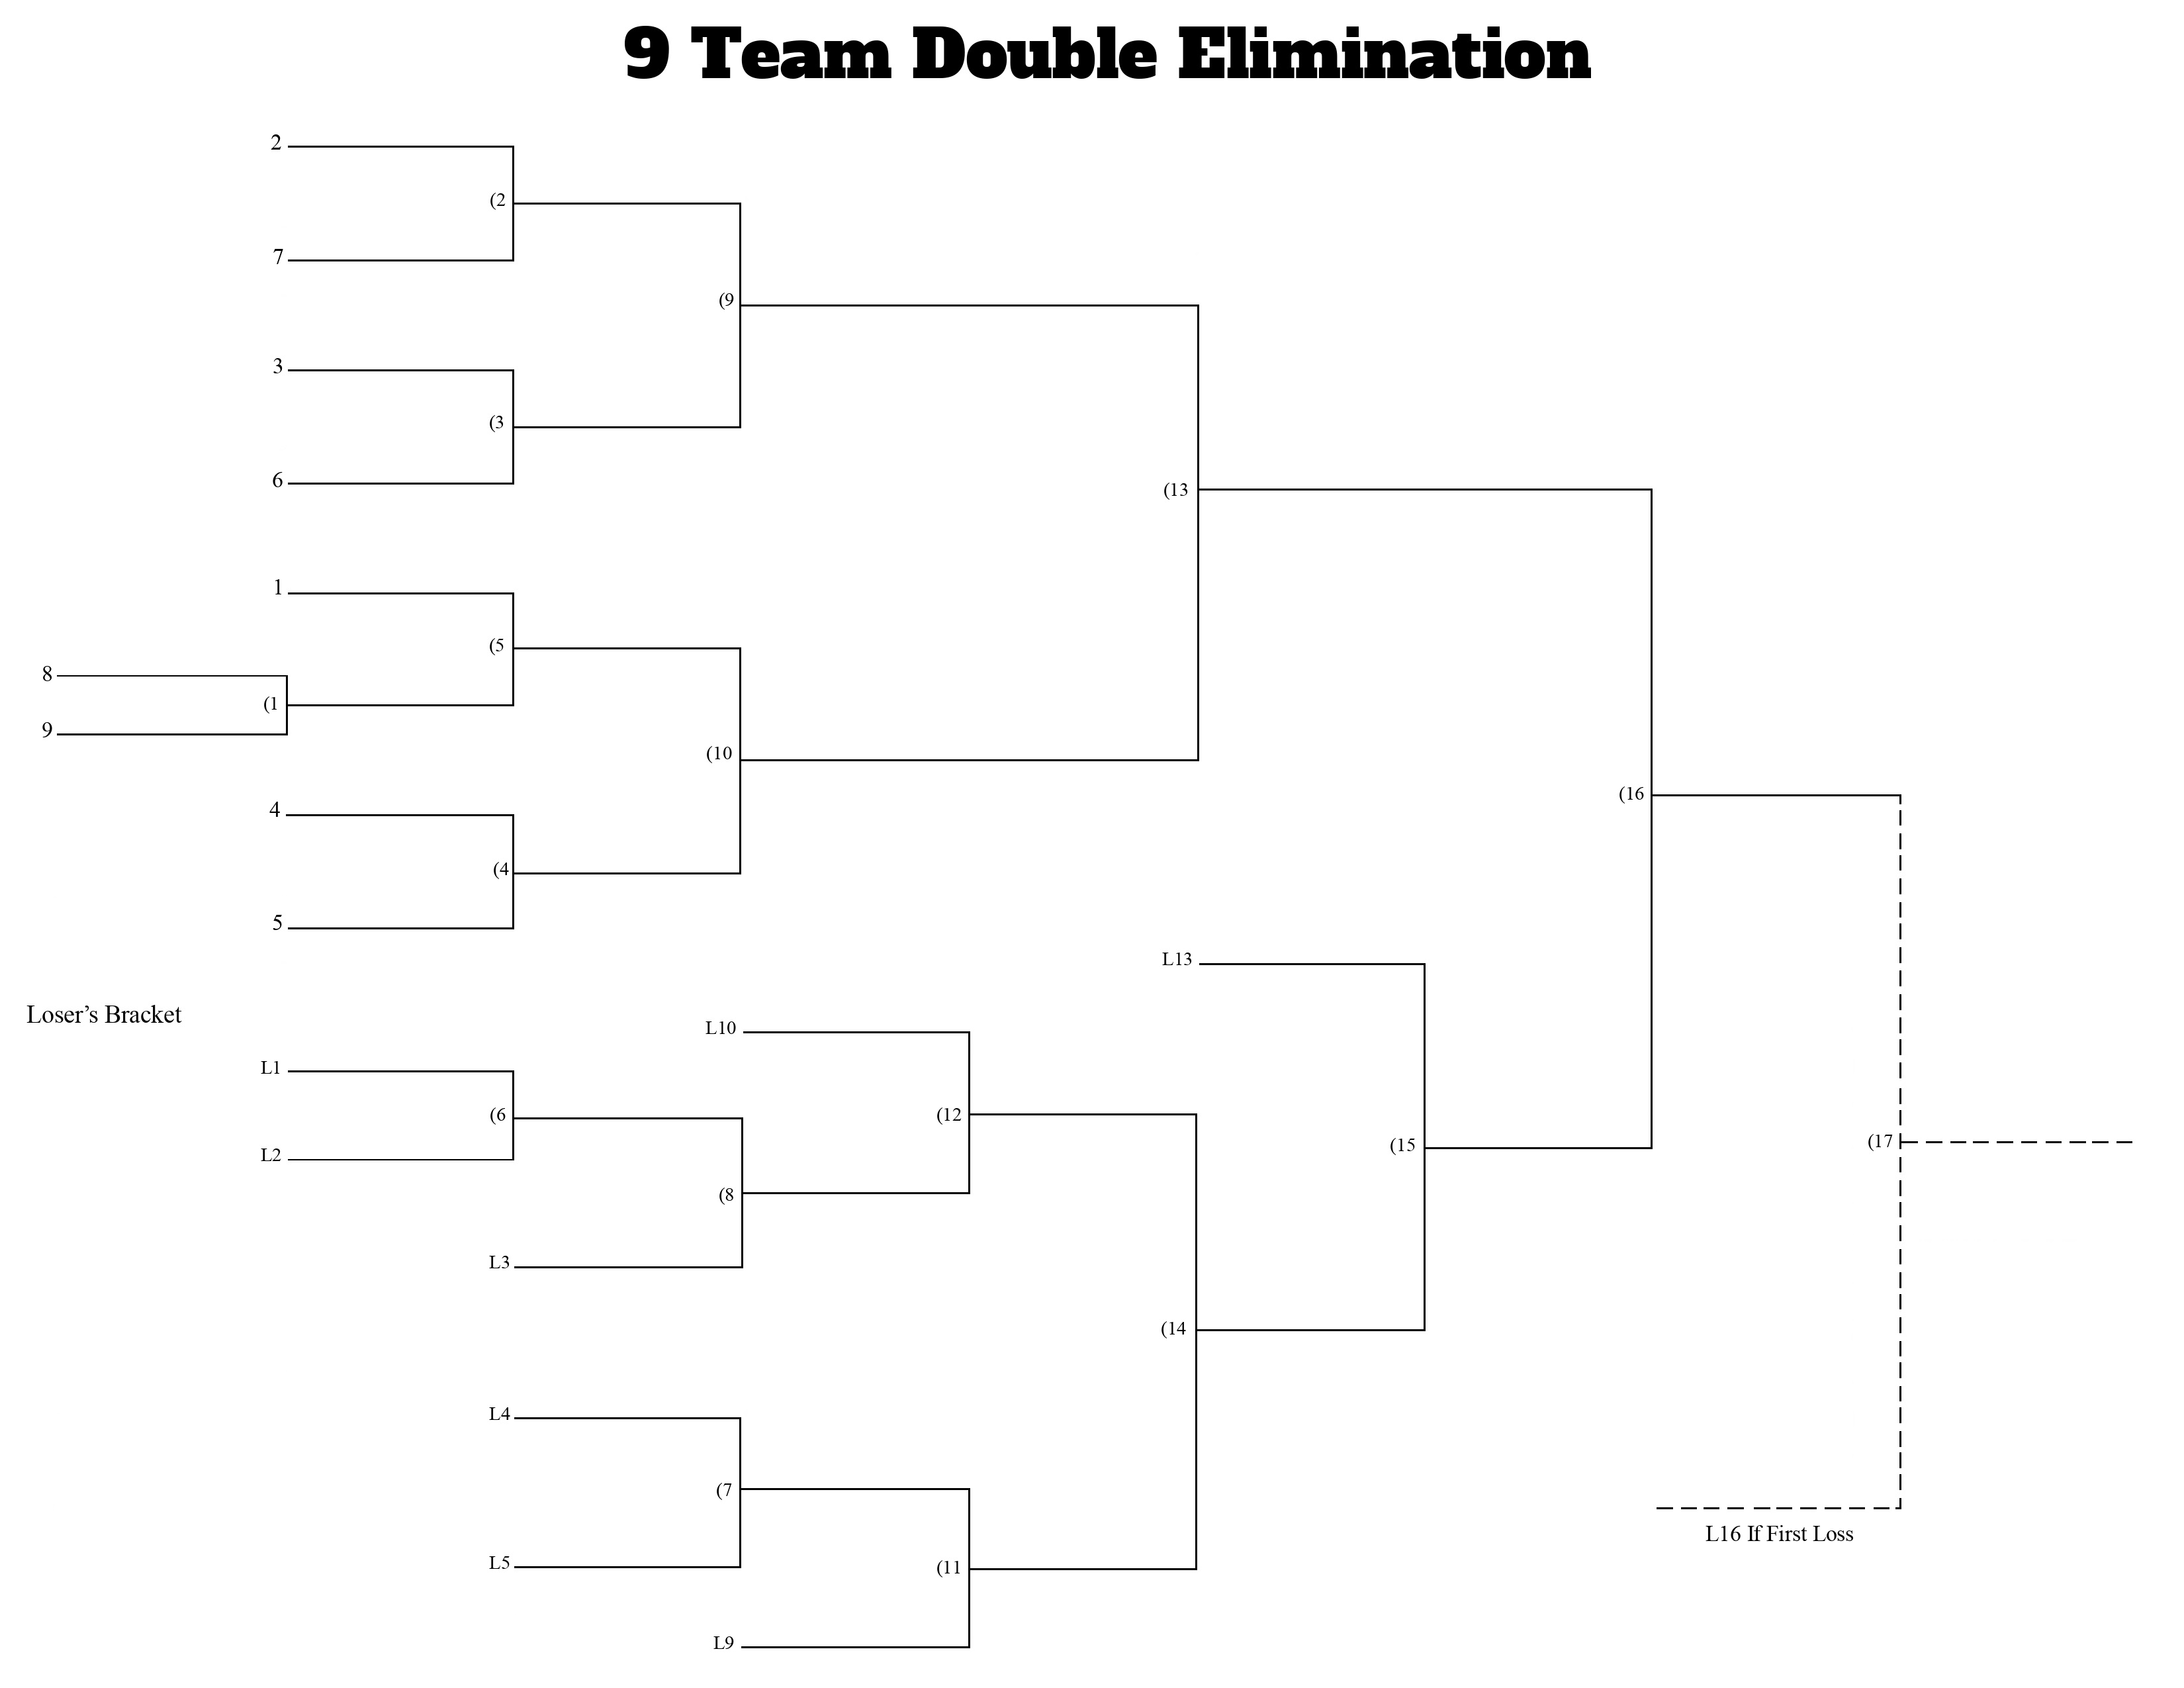 9 Team Double Elimination
2
(2
7
(9
3
(3
6
(13
1
(5
8
(1
9
(10
4
(16
(4
5
L13
Loser’s Bracket
L10
L1
(6
(12
L2
(15
(17
(8
L3
(14
L4
(7
L16 If First Loss
L5
(11
L9